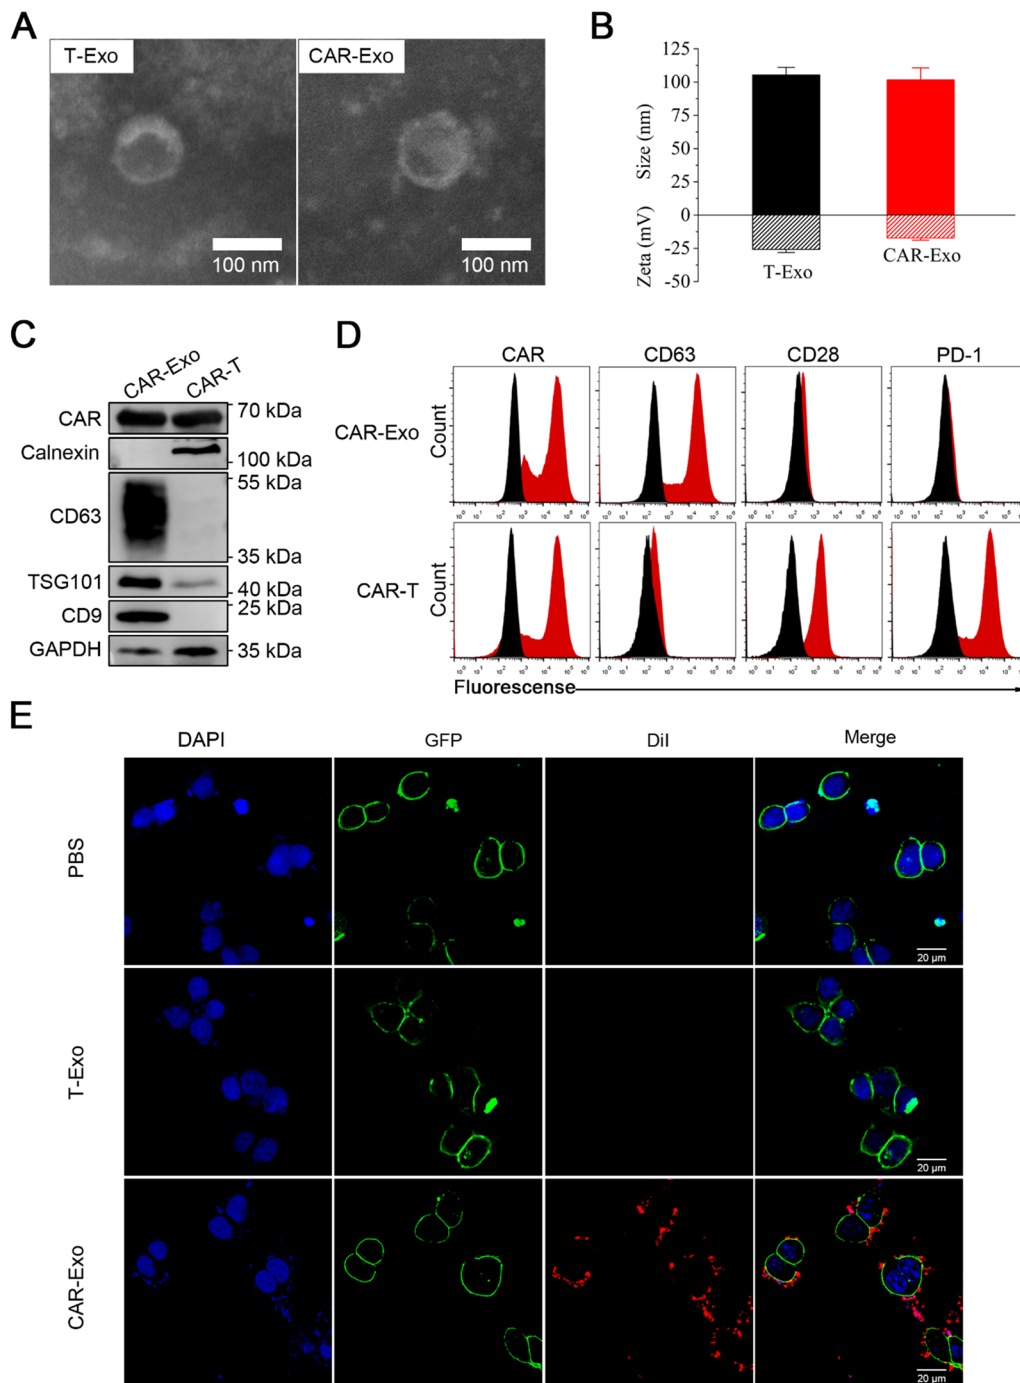 A
T-Exo
CAR-Exo
100 nm
100 nm
B
125
100
75
50
25
0
-25
-50
Size (nm)
Zeta (mV)
T-Exo
CAR-Exo
C
CAR-Exo
CAR-T
CAR
70 kDa
Calnexin
100 kDa
55 kDa
CD63
35 kDa
TSG101
40 kDa
CD9
25 kDa
GAPDH
35 kDa
D
CAR
CD63
CD28
PD-1
CAR-Exo
Count
CAR-T
Count
Fluorescense
E
DAPI
GFP
DiI
Merge
PBS
20 µm
T-Exo
20 µm
CAR-Exo
20 µm